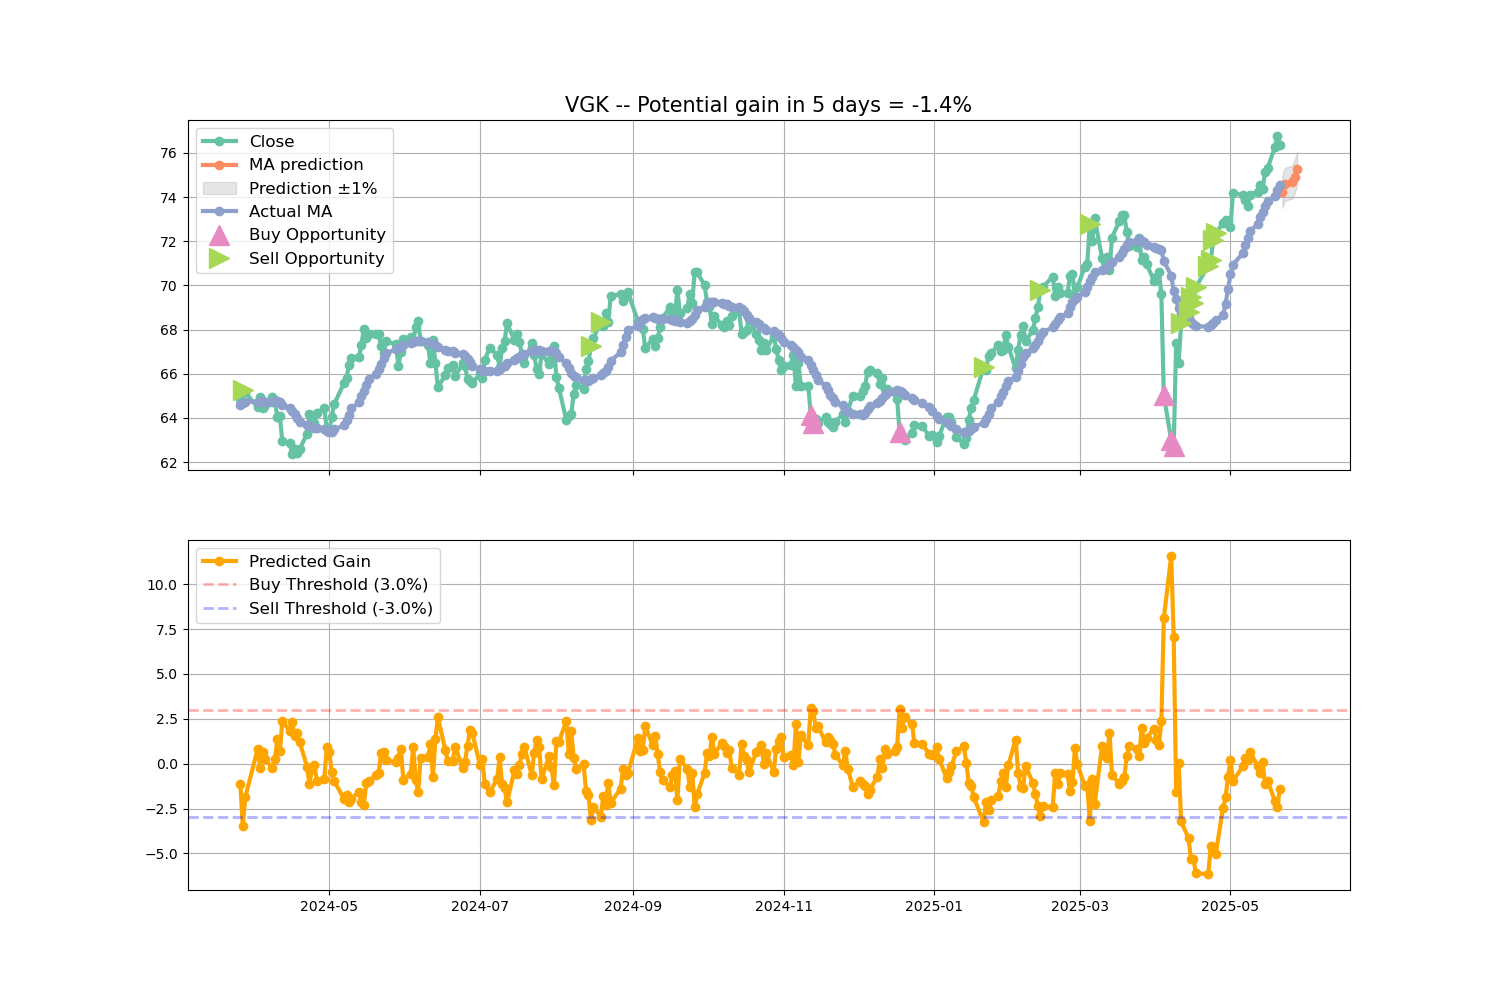 VGK -- Potential gain in 5 days = -1.4%
Close
MA prediction
Prediction ±1%
Actual MA
Buy Opportunity
Sell Opportunity
76
74
72
70
68
66
64
62
Predicted Gain
Buy Threshold (3.0%)
Sell Threshold (-3.0%)
10.0
7.5
5.0
2.5
0.0
−2.5
−5.0
2024-05 2024-07 2024-09 2024-11 2025-01 2025-03 2025-05